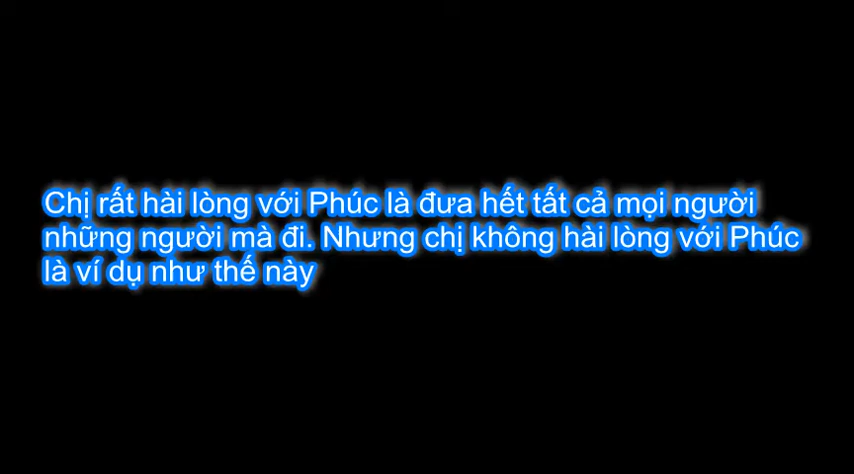 Chị rất hài lòng với Phúc là đưa hết tất cả mọi người
những người mà đi. Nhưng chị không hài lòng với Phúc
là ví dụ như thế này